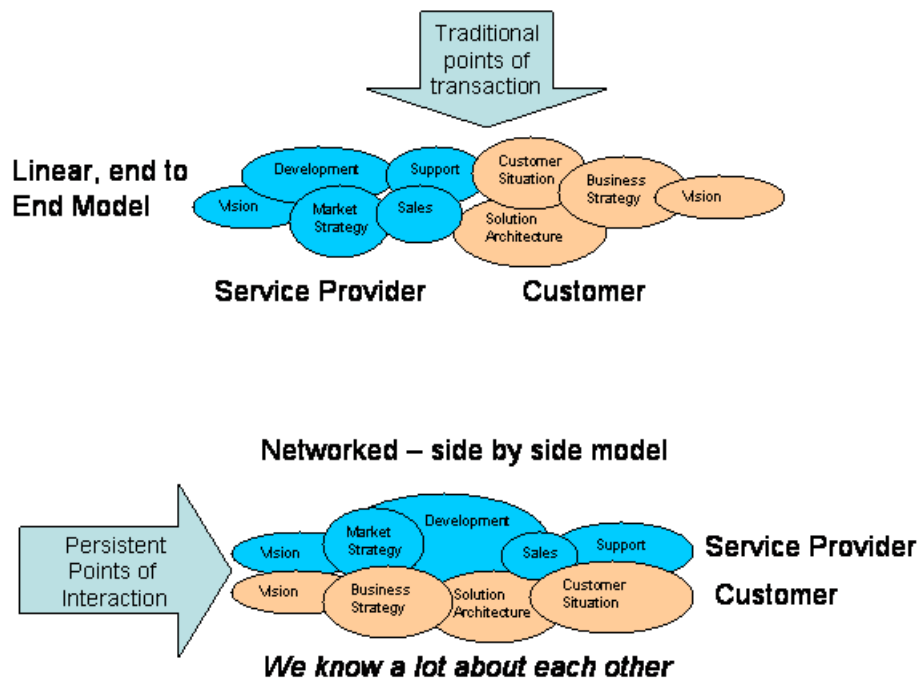 Traditional
points of
transaction
Linear, end to
End Model
Development
Support
Customer
Situation
Business
Strategy
Vision
Vision
Market
Strategy
Sales
Solution
Architecture
Service Provider
Customer
Networked – side by side model
Persistent
Points of
Interaction
Vision
Market
Strategy
Development
Sales
Support
Service Provider
Vision
Business
Strategy
Solution
Architecture
Customer
Situation
Customer
We know a lot about each other